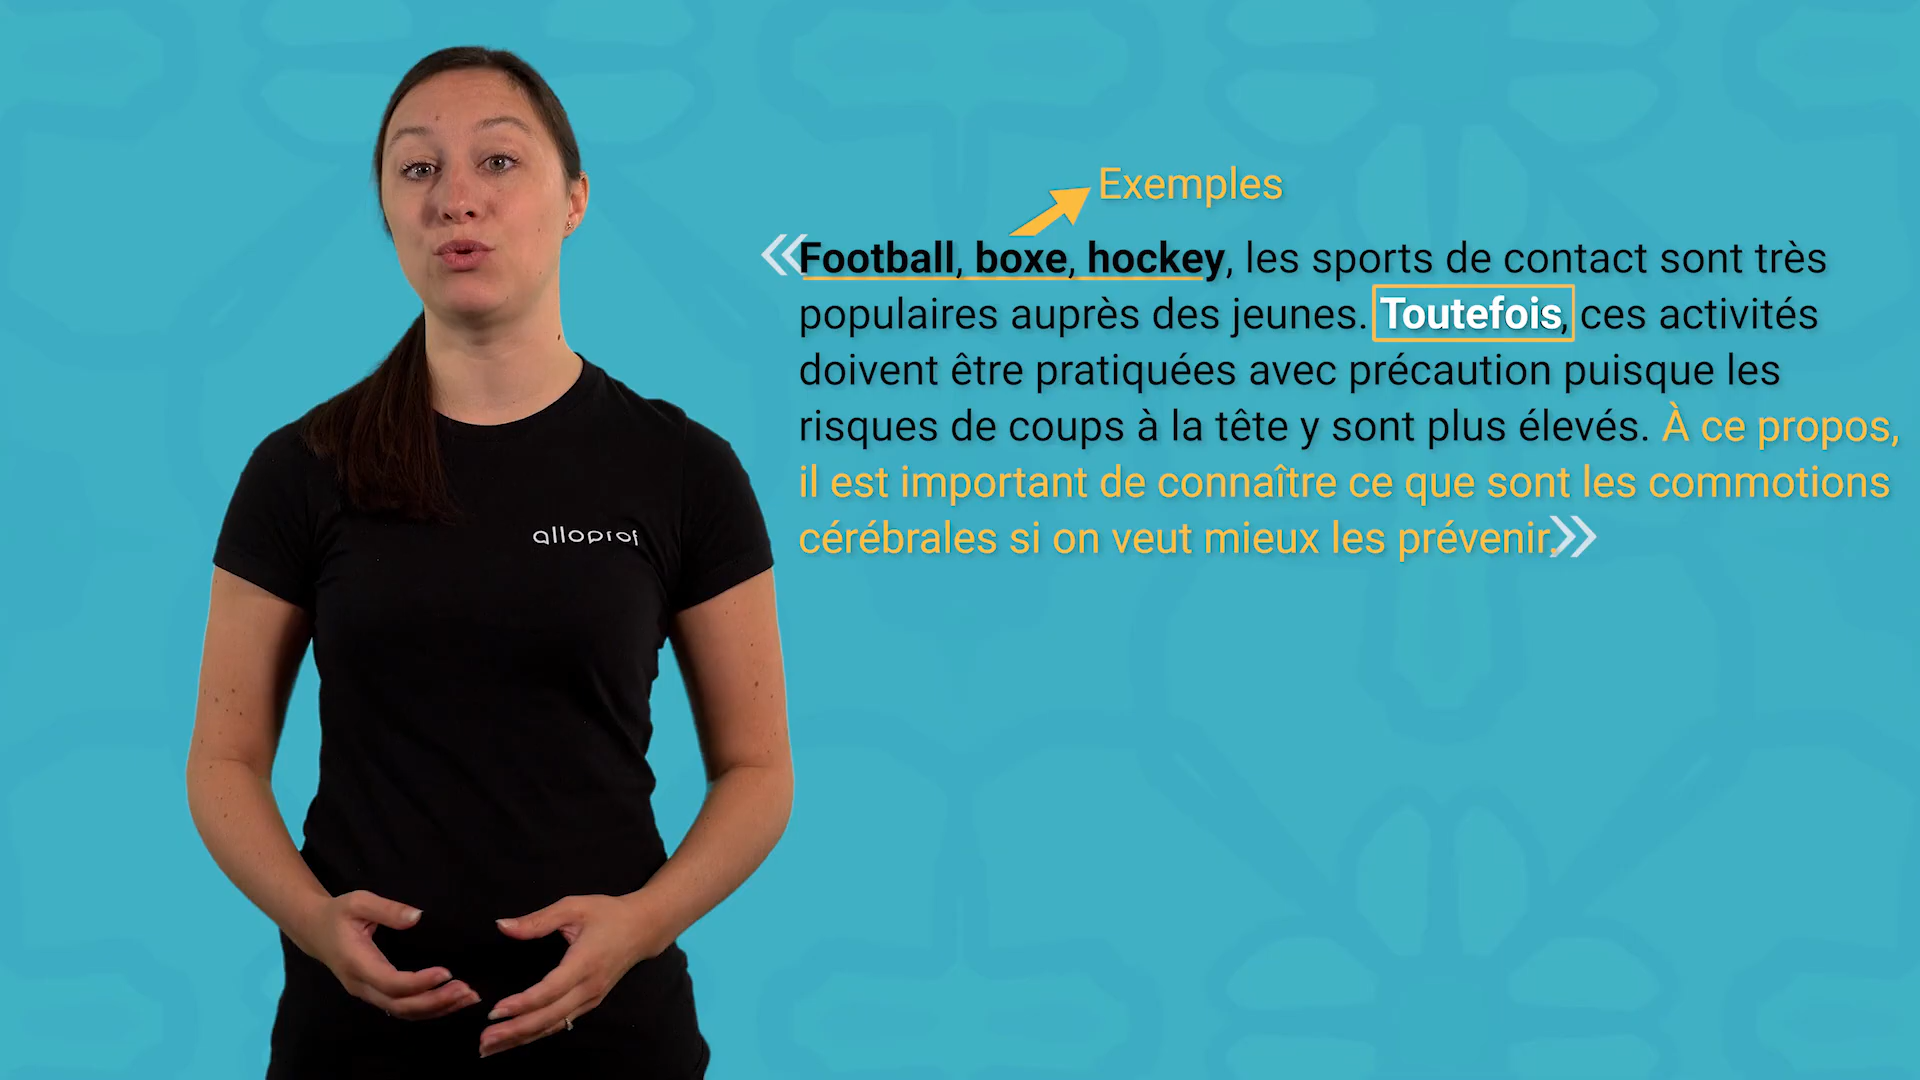 Exemples
« Football, boxe, hockey, les sports de contact sont très
populaires auprès des jeunes. Toutefois, ces activités
doivent être pratiquées avec précaution puisque les
risques de coups à la tête y sont plus élevés. À ce propos,
il est important de connaître ce que sont les commotions
cérébrales si on veut mieux les prévenir. »
alloprof